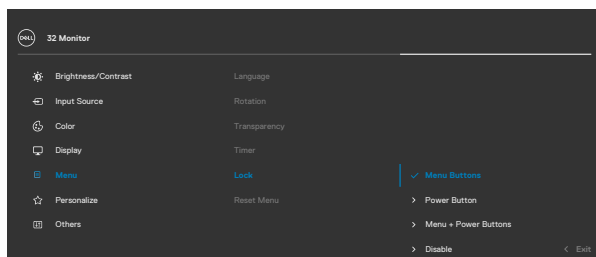 DELL
32 Monitor
Brightness/Contrast
Input Source
Color
Display
Menu
Personalize
Others
Language
Rotation
Transparency
Timer
Lock
Reset Menu
Menu Buttons
Power Button
Menu + Power Buttons
Disable
Exit